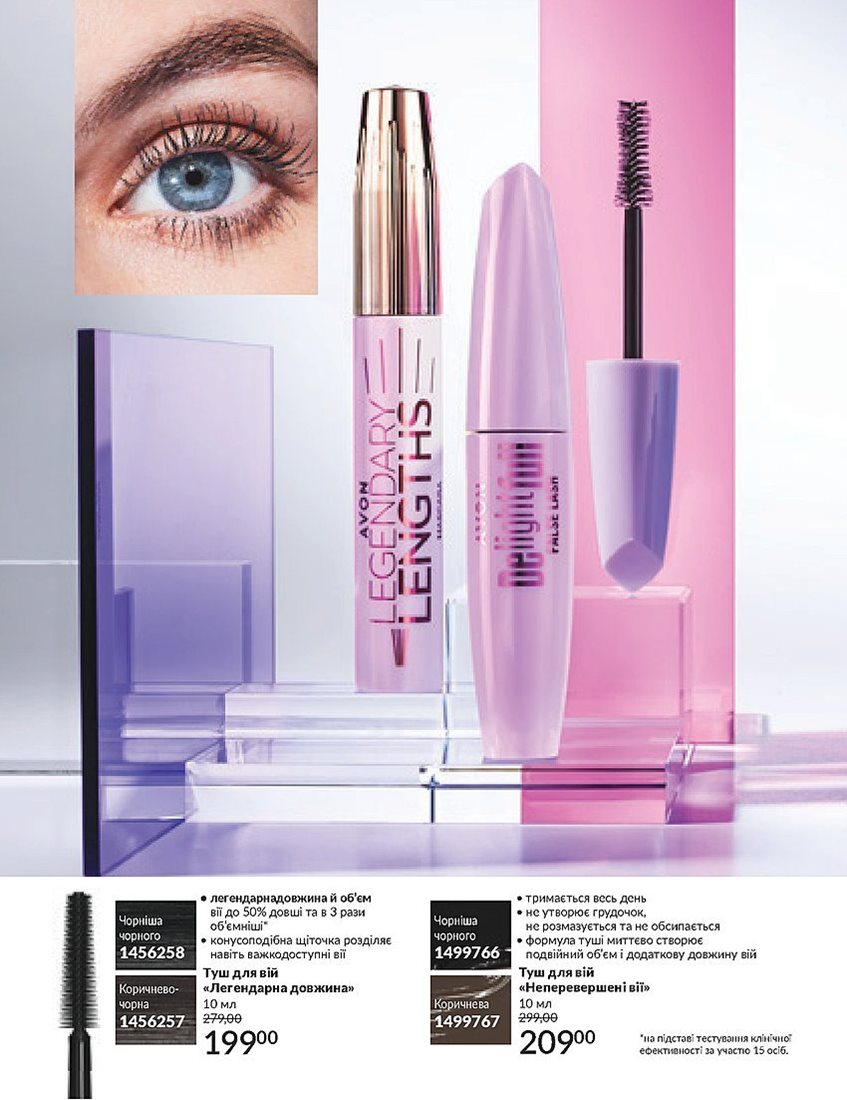 AVON
LEGENDARY
LENGTHS
MASCARA
AVON
Delightfull
FALSE LASH
Чорніша
чорного
1456258
Коричнево-
чорна
1456257
• легендарнадовжина й об'єм
вії до 50% довші та в 3 рази
об'ємніші*
• конусоподібна щіточка розділяє
навіть важкодоступні вії
Туш для вій
«Легендарна довжина»
10 мл
279,00
19900
Чорніша
чорного
1499766
Коричнева
1499767
• тримається весь день
• не утворює грудочок,
не розмазується та не обсипається
• формула туші миттєво створює
подвійний об'єм і додаткову довжину вій
Туш для вій
«Неперевершені вії»
10 мл
299,00
20900
*на підставі тестування клінічної
ефективності за участю 15 осіб.